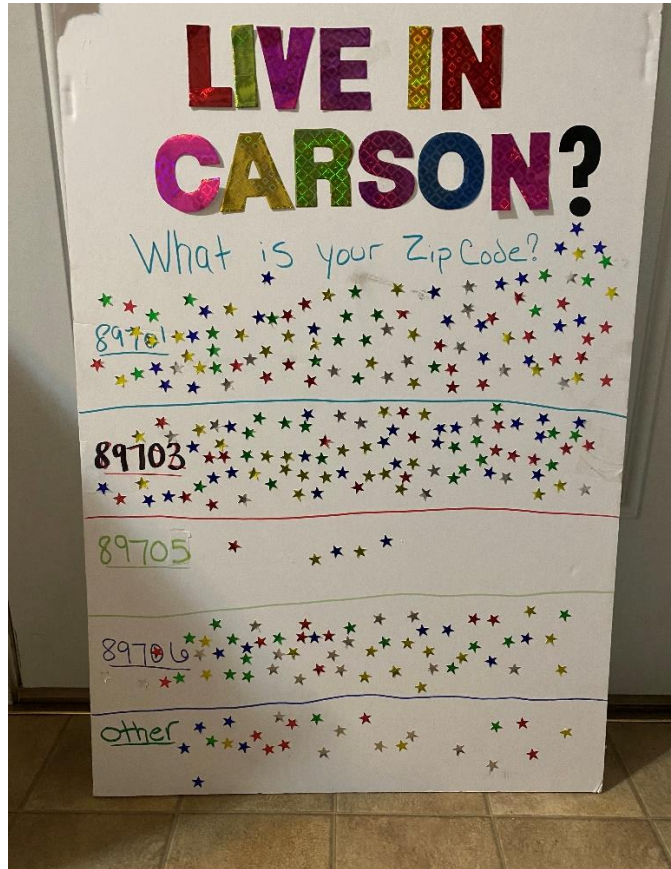 LIVE IN
CARSON?
What is your Zip Code?
89701
89703
89705
89706
other